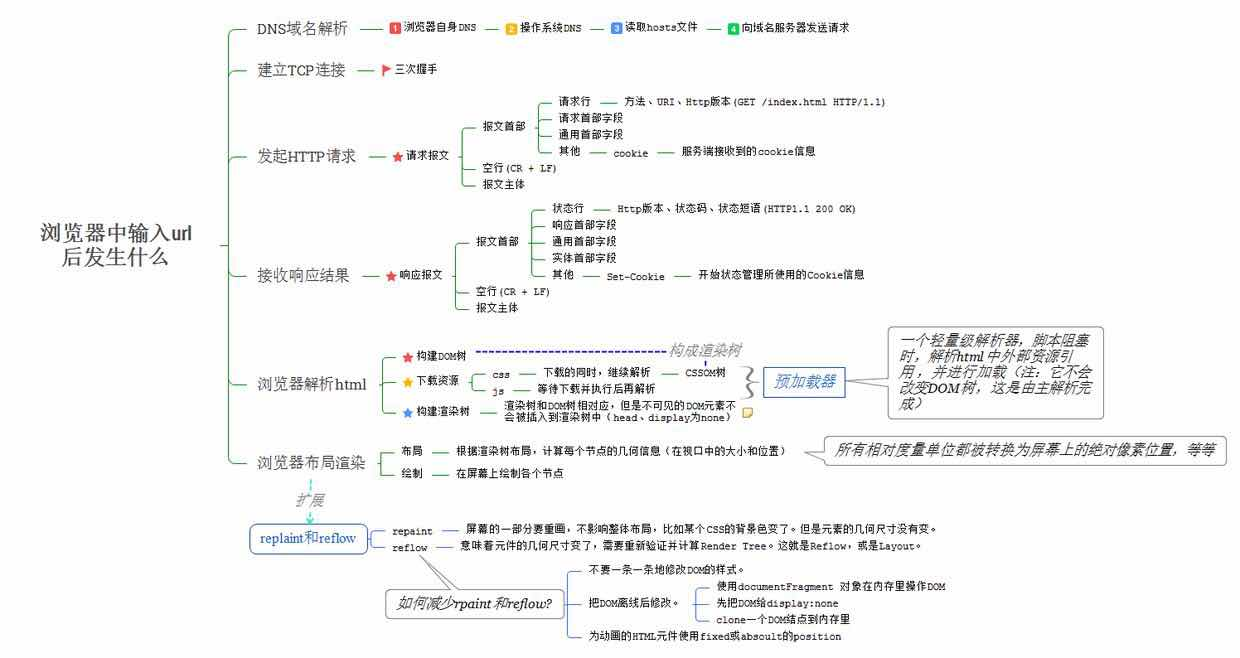 浏览器中输入url
后发生什么
DNS域名解析
1 浏览器自身DNS
2 操作系统DNS
3 读取hosts文件
4 向域名服务器发送请求
建立TCP连接
三次握手
发起HTTP请求
请求报文
报文首部
请求行
方法、URI、Http版本(GET /index.html HTTP/1.1)
请求首部字段
通用首部字段
其他
cookie
服务端接收到的cookie信息
空行(CR + LF)
报文主体
接收响应结果
响应报文
报文首部
状态行
Http版本、状态码、状态短语(HTTP1.1 200 OK)
响应首部字段
通用首部字段
实体首部字段
其他
Set-Cookie
开始状态管理所使用的Cookie信息
空行(CR + LF)
报文主体
浏览器解析html
构建DOM树
构成渲染树
下载资源
css
下载的同时，继续解析
CSSOM树
js
等待下载并执行后再解析
预加载器
一个轻量级解析器，脚本阻塞
时，解析html中外部资源引
用，并进行加载（注：它不会
改变DOM树，这是由主解析完
成）
构建渲染树
渲染树和DOM树相对应，但是不可见的DOM元素不
会被插入到渲染树中（head、display为none）
浏览器布局渲染
布局
根据渲染树布局，计算每个节点的几何信息（在视口中的大小和位置）
所有相对度量单位都被转换为屏幕上的绝对像素位置，等等
绘制
在屏幕上绘制各个节点
扩展
replaint和reflow
repaint
屏幕的一部分要重画，不影响整体布局，比如某个CSS的背景色变了。但是元素的几何尺寸没有变。
reflow
意味着元件的几何尺寸变了，需要重新验证并计算Render Tree。这就是Reflow，或是Layout。
如何减少rpaint和reflow?
不要一条一条地修改DOM的样式。
把DOM离线后修改。
使用documentFragment 对象在内存里操作DOM
先把DOM给display:none
clone一个DOM结点到内存里
为动画的HTML元件使用fixed或absoult的position